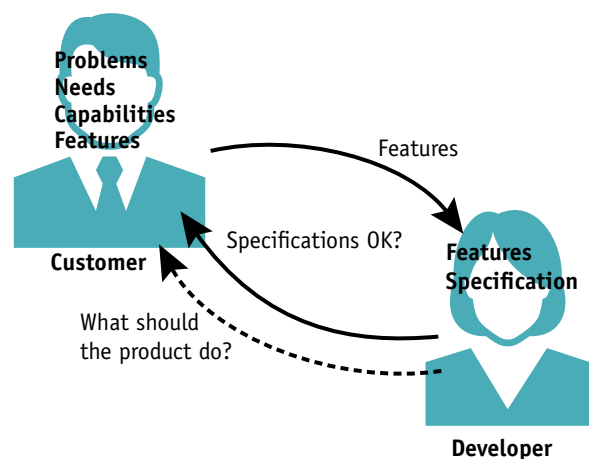 Problems
Needs
Capabilities
Features
Customer
Features
Specifications OK?
What should
the product do?
Features
Specification
Developer